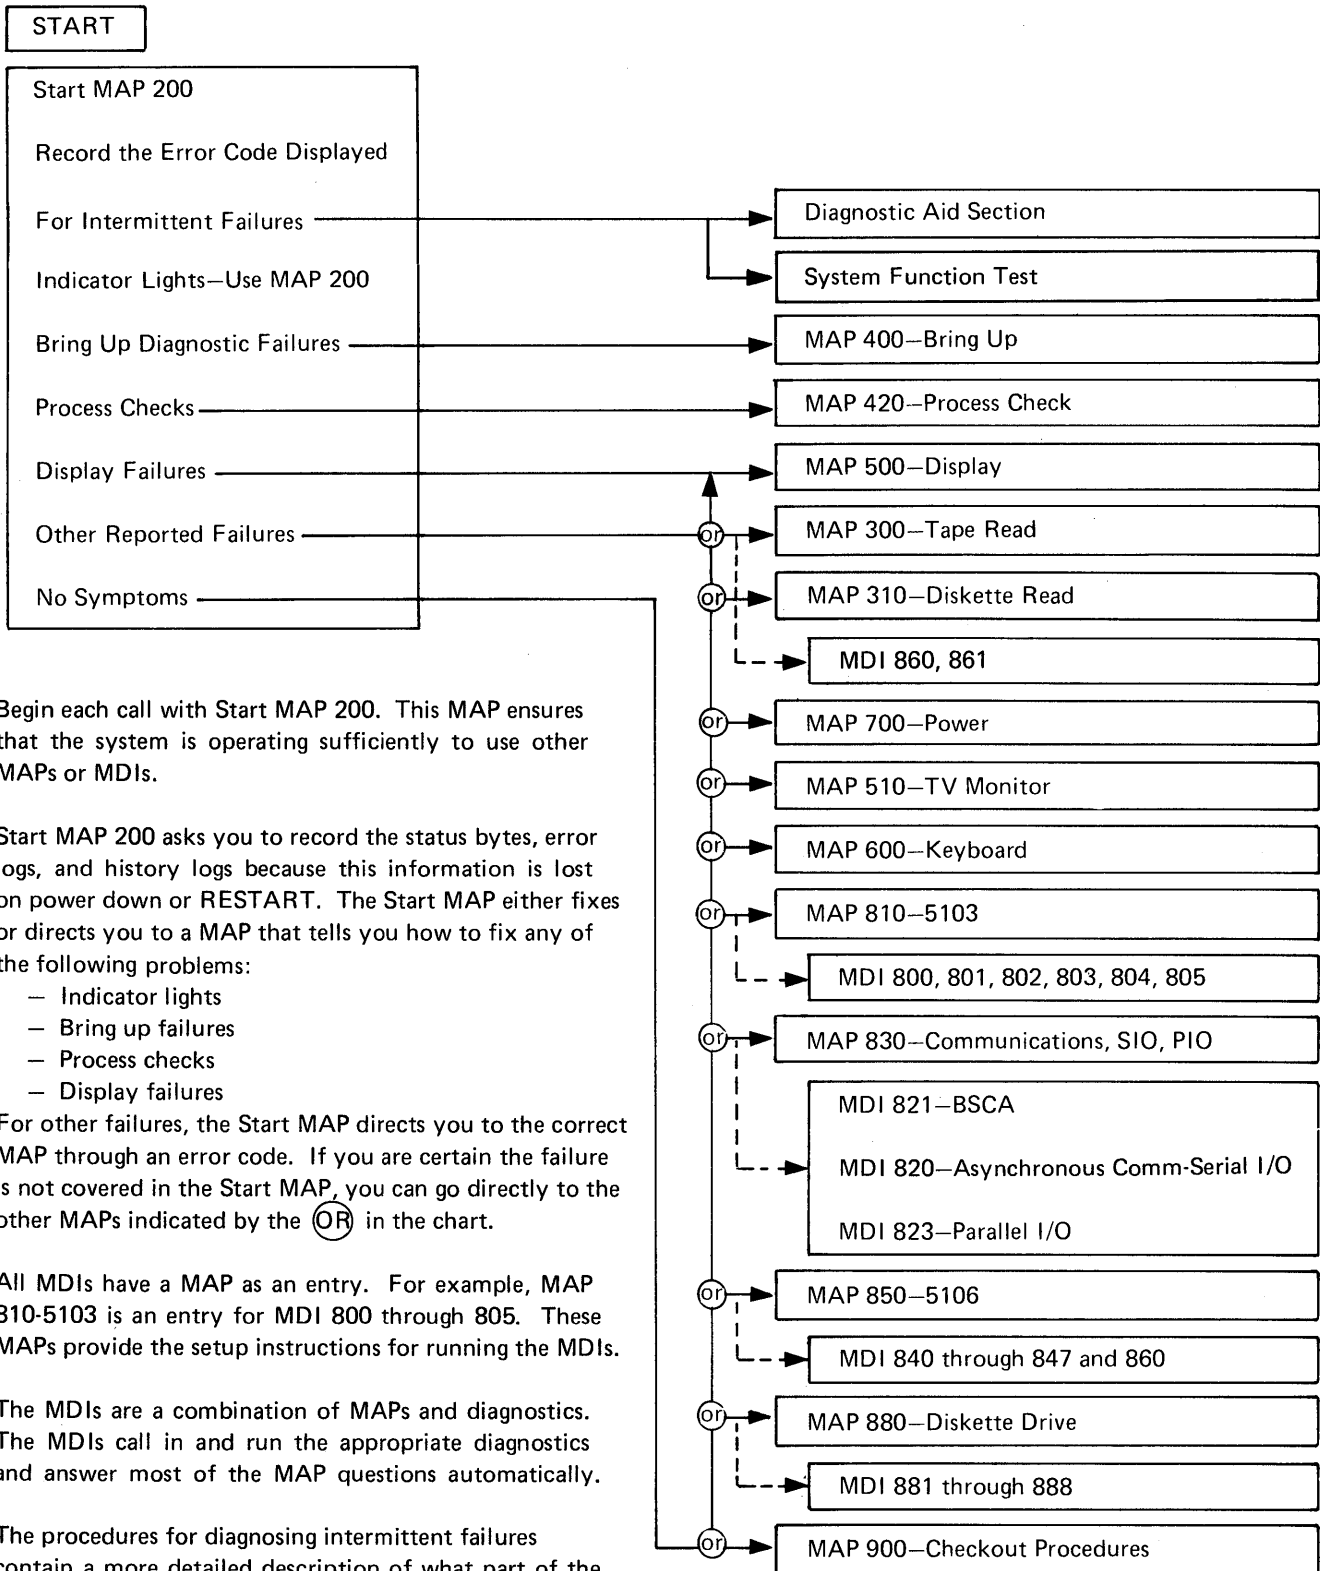 START
Start MAP 200
Record the Error Code Displayed
For Intermittent Failures
Indicator Lights—Use MAP 200
Bring Up Diagnostic Failures
Process Checks
Display Failures
Other Reported Failures
No Symptoms
Diagnostic Aid Section
System Function Test
MAP 400—Bring Up
MAP 420—Process Check
MAP 500—Display
or
MAP 300—Tape Read
or
MAP 310—Diskette Read
MDI 860, 861
or
MAP 700—Power
or
MAP 510—TV Monitor
or
MAP 600—Keyboard
or
MAP 810—5103
MDI 800, 801, 802, 803, 804, 805
or
MAP 830—Communications, SIO, PIO
MDI 821—BSCA
MDI 820—Asynchronous Comm-Serial I/O
MDI 823—Parallel I/O
or
MAP 850—5106
MDI 840 through 847 and 860
or
MAP 880—Diskette Drive
MDI 881 through 888
or
MAP 900—Checkout Procedures
Begin each call with Start MAP 200. This MAP ensures
that the system is operating sufficiently to use other
MAPs or MDIs.
Start MAP 200 asks you to record the status bytes, error
logs, and history logs because this information is lost
on power down or RESTART. The Start MAP either fixes
or directs you to a MAP that tells you how to fix any of
the following problems:
— Indicator lights
— Bring up failures
— Process checks
— Display failures
For other failures, the Start MAP directs you to the correct
MAP through an error code. If you are certain the failure
is not covered in the Start MAP, you can go directly to the
other MAPs indicated by the OR in the chart.
All MDIs have a MAP as an entry. For example, MAP
810-5103 is an entry for MDI 800 through 805. These
MAPs provide the setup instructions for running the MDIs.
The MDIs are a combination of MAPs and diagnostics.
The MDIs call in and run the appropriate diagnostics
and answer most of the MAP questions automatically.
The procedures for diagnosing intermittent failures
contain a more detailed description of what part of the